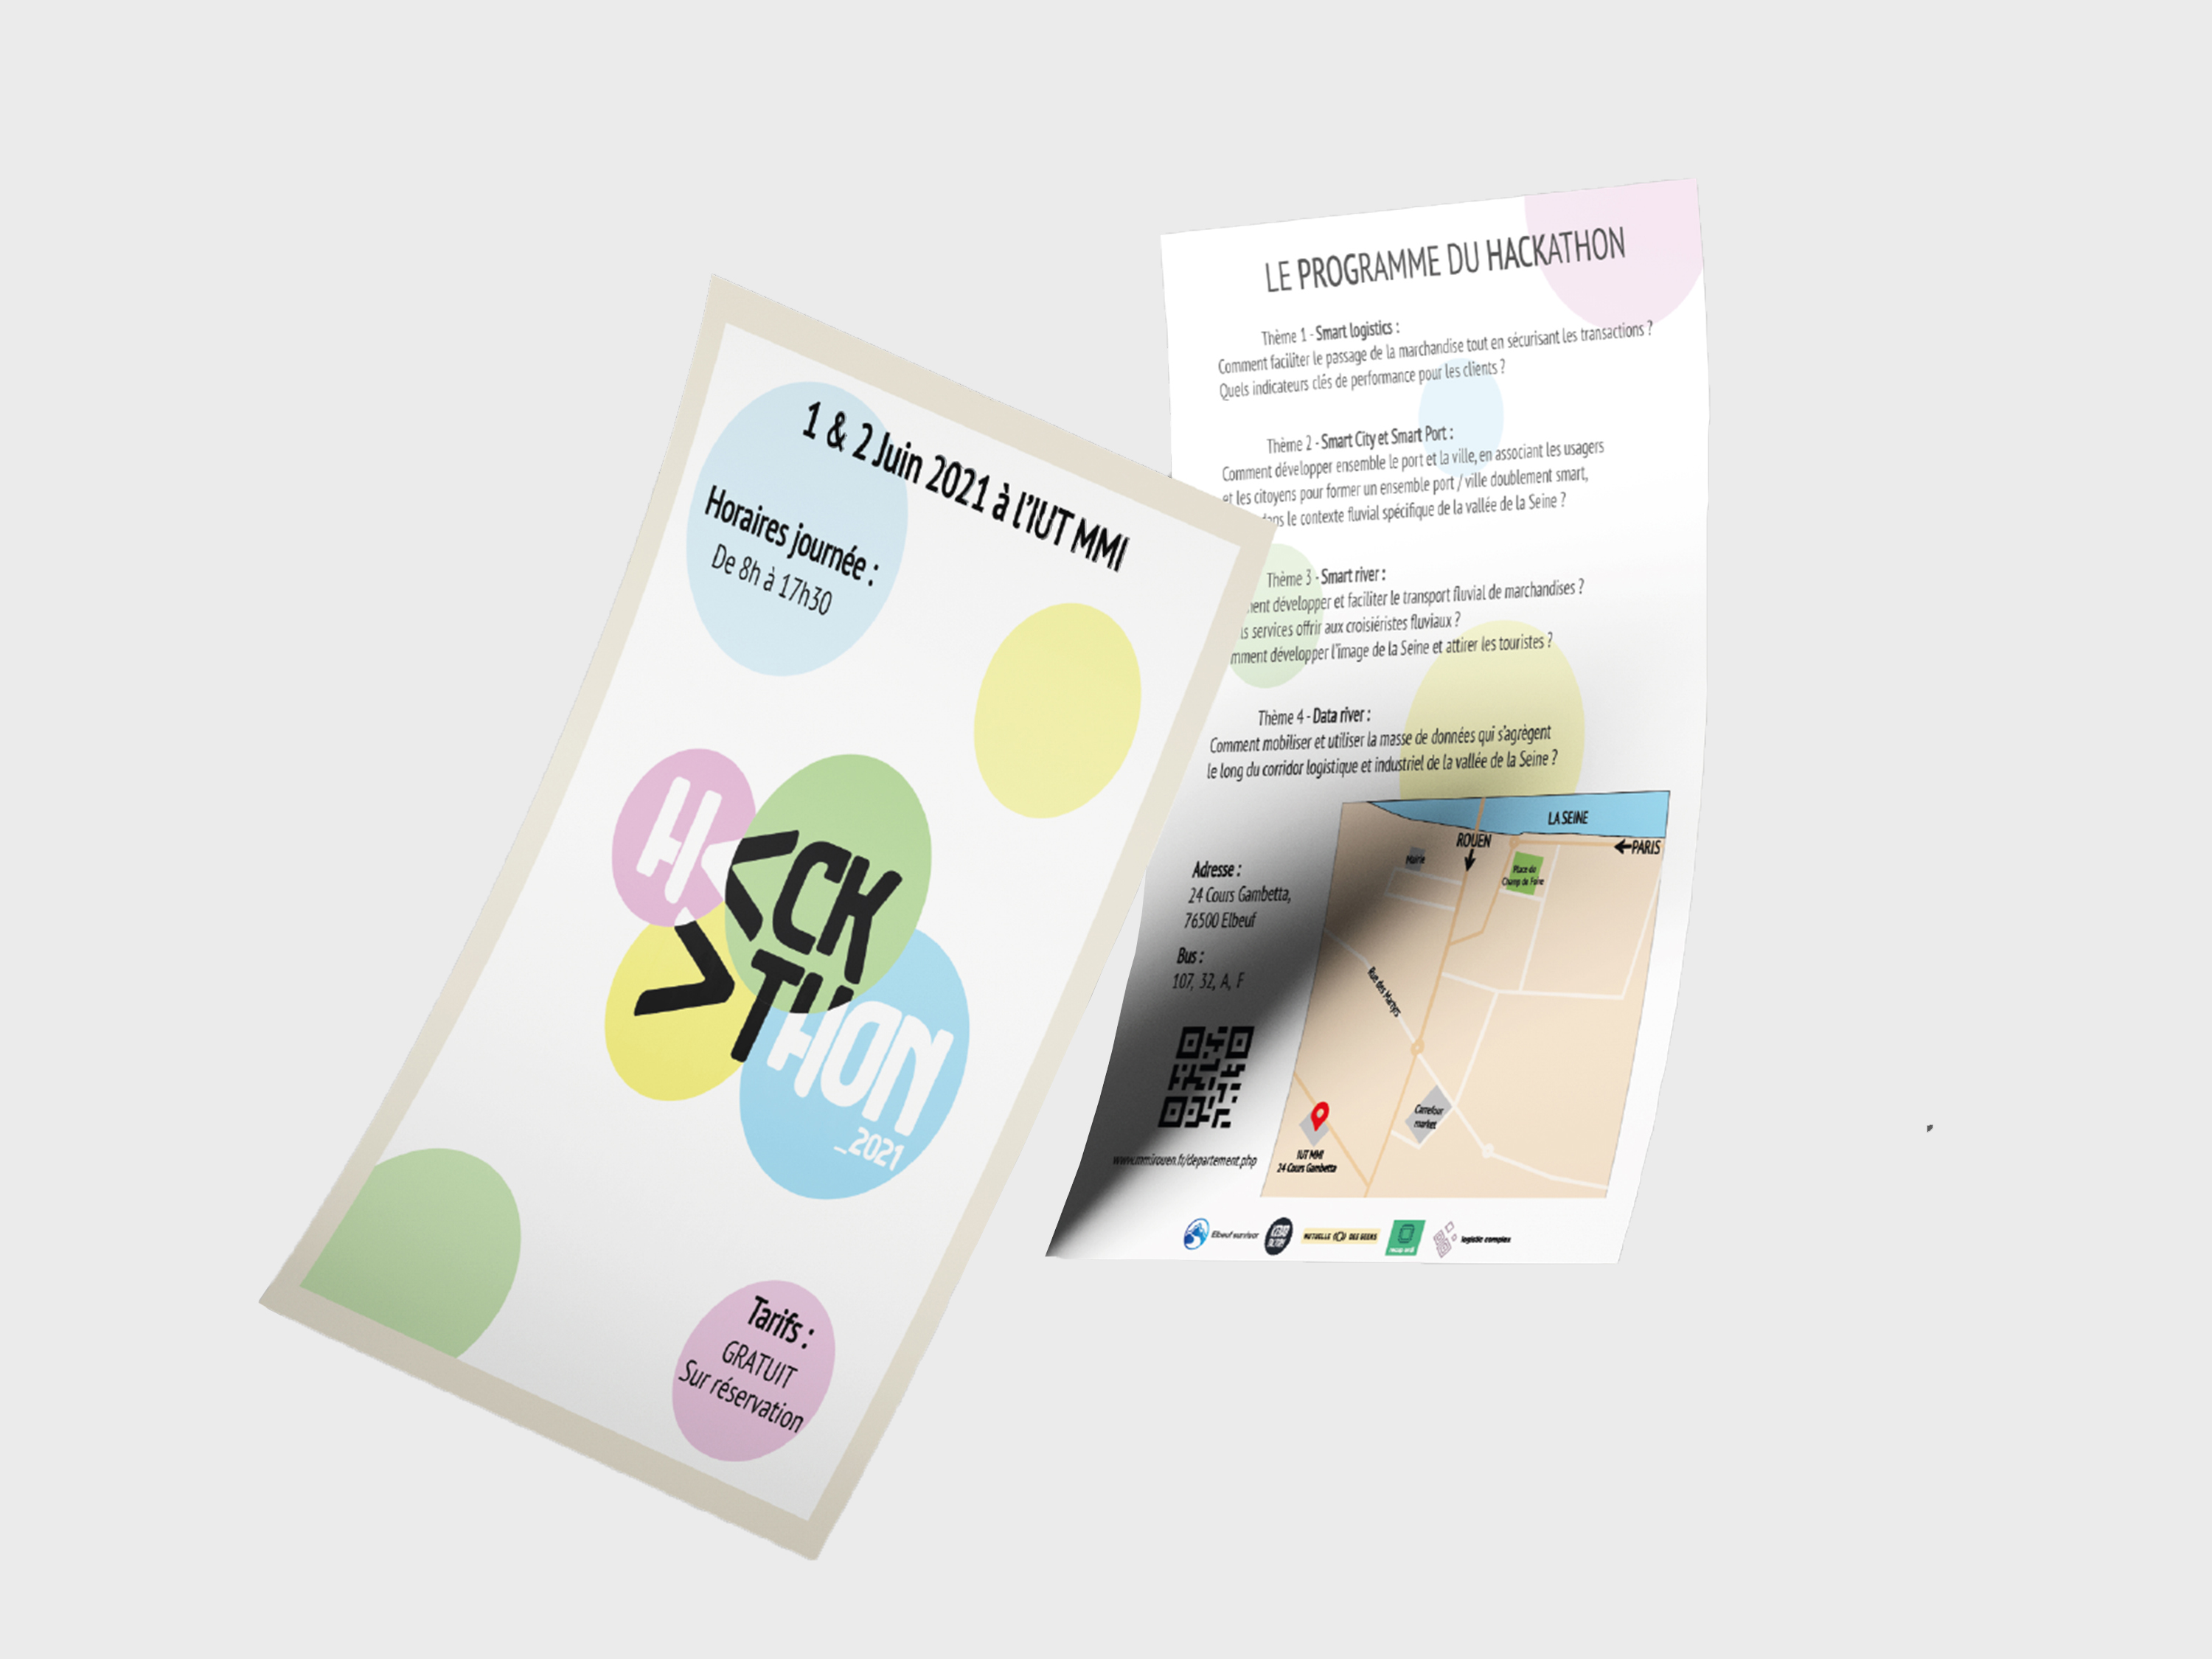 1 & 2 Juin 2021 à l'IUT MMI
Horaires journée :
De 8h à 17h30
H<CK
>THON
_2021
Tarifs :
GRATUIT
Sur réservation
LE PROGRAMME DU HACKATHON
Thème 1 - Smart logistics :
Comment faciliter le passage de la marchandise tout en sécurisant les transactions ?
Quels indicateurs clés de performance pour les clients ?
Thème 2 - Smart City et Smart Port :
Comment développer ensemble le port et la ville, en associant les usagers
et les citoyens pour former un ensemble port / ville doublement smart,
le contexte fluvial spécifique de la vallée de la Seine ?
Thème 3 - Smart river :
développer et faciliter le transport fluvial de marchandises ?
services offrir aux croisiéristes fluviaux ?
développer l'image de la Seine et attirer les touristes ?
Thème 4 - Data river :
Comment mobiliser et utiliser la masse de données qui s'agrègent
le long du corridor logistique et industriel de la vallée de la Seine ?
Adresse :
24 Cours Gambetta,
76500 Elbeuf
Bus :
107, 32, A, F
www.mmirouen.fr/departement.php
LA SEINE
ROUEN
←PARIS
Mairie
Place du
Champ de Foire
Rue des Martyrs
Carrefour
market
IUT MMI
24 Cours Gambetta
Elbeuf survivor
MUTUELLE DES GEEKS
logistic complex